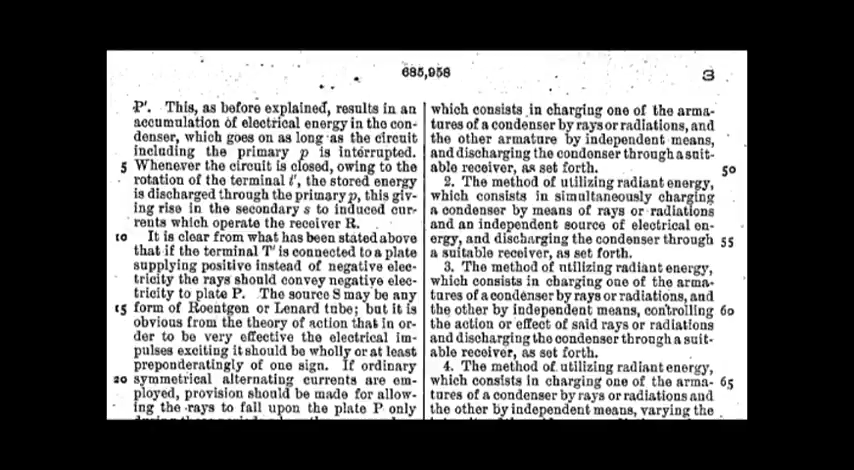 685,958
3
P'. This, as before explained, results in an
accumulation of electrical energy in the con-
denser, which goes on as long as the circuit
including the primary p is interrupted.
5 Whenever the circuit is closed, owing to the
rotation of the terminal t', the stored energy
is discharged through the primary p, this giv-
ing rise in the secondary s to induced cur-
rents which operate the receiver R.
10 It is clear from what has been stated above
that if the terminal T' is connected to a plate
supplying positive instead of negative elec-
tricity the rays should convey negative elec-
tricity to plate P. The source S may be any
15 form of Roentgen or Lenard tube; but it is
obvious from the theory of action that in or-
der to be very effective the electrical im-
pulses exciting it should be wholly or at least
preponderatingly of one sign. If ordinary
20 symmetrical alternating currents are em-
ployed, provision should be made for allow-
ing the rays to fall upon the plate P only
which consists in charging one of the arma-
tures of a condenser by rays or radiations, and
the other armature by independent means,
and discharging the condenser through a suit-
able receiver, as set forth. 50
2. The method of utilizing radiant energy,
which consists in simultaneously charging
a condenser by means of rays or radiations
and an independent source of electrical en-
ergy, and discharging the condenser through 55
a suitable receiver, as set forth.
3. The method of utilizing radiant energy,
which consists in charging one of the arma-
tures of a condenser by rays or radiations, and
the other by independent means, controlling 60
the action or effect of said rays or radiations
and discharging the condenser through a suit-
able receiver, as set forth.
4. The method of utilizing radiant energy,
which consists in charging one of the arma- 65
tures of a condenser by rays or radiations and
the other by independent means, varying the